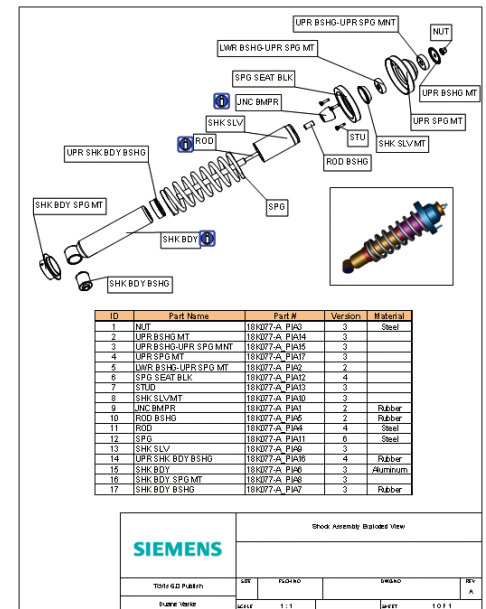 UPR BSHG-UPR SPG MNT
NUT
LWR BSHG-UPR SPG MT
SPG SEAT BLK
UPR BSHG MT
JNC BMPR
UPR SPG MT
SHK SLV
STU
ROD
SHK SLVMT
UPR SHK BDY BSHG
ROD BSHG
SHK BDY SPG MT
SPG
SHK BDY
SHK BDY BSHG
ID Part Name Part # Version Material
1 NUT 18K077-A_PIA3 3 Steel
2 UPR BSHG MT 18K077-A_PIA14 3
3 UPR BSHG-UPR SPG MNT 18K077-A_PIA15 3
4 UPR SPG MT 18K077-A_PIA17 3
5 LWR BSHG-UPR SPG MT 18K077-A_PIA2 2
6 SPG SEAT BLK 18K077-A_PIA12 4
7 STUD 18K077-A_PIA13 3
8 SHK SLVMT 18K077-A_PIA10 3
9 JNC BMPR 18K077-A_PIA1 2 Rubber
10 ROD BSHG 18K077-A_PIA5 2 Rubber
11 ROD 18K077-A_PIA4 4 Steel
12 SPG 18K077-A_PIA11 6 Steel
13 SHK SLV 18K077-A_PIA9 3
14 UPR SHK BDY BSHG 18K077-A_PIA16 4 Rubber
15 SHK BDY 18K077-A_PIA6 3 Aluminum
16 SHK BDY SPG MT 18K077-A_PIA8 3
17 SHK BDY BSHG 18K077-A_PIA7 3 Rubber
Shock Assembly Exploded View
SIEMENS
SIZE FSCM NO DWG NO REV
A
SCALE 1:1 SHEET 1 OF 1